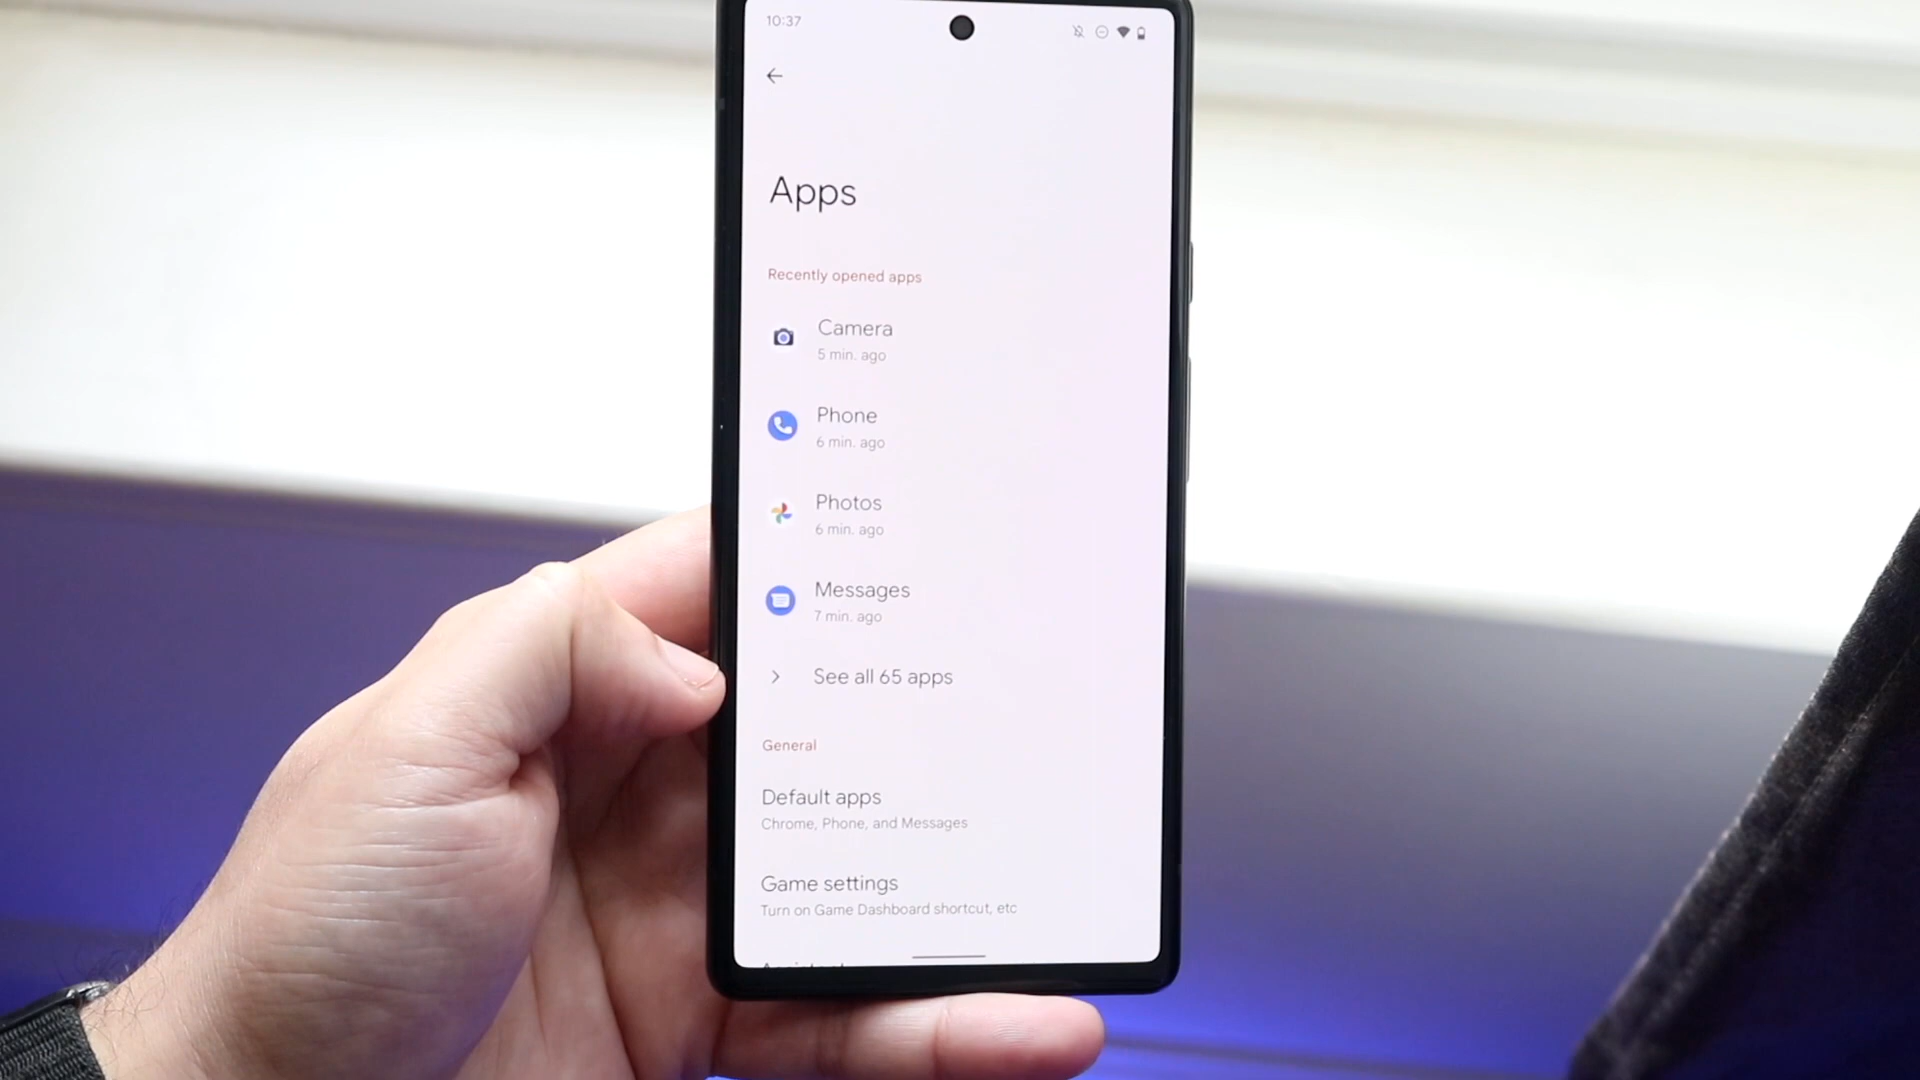 10:37
Apps
Recently opened apps
Camera
5 min. ago
Phone
6 min. ago
Photos
6 min. ago
Messages
7 min. ago
See all 65 apps
General
Default apps
Chrome, Phone, and Messages
Game settings
Turn on Game Dashboard shortcut, etc